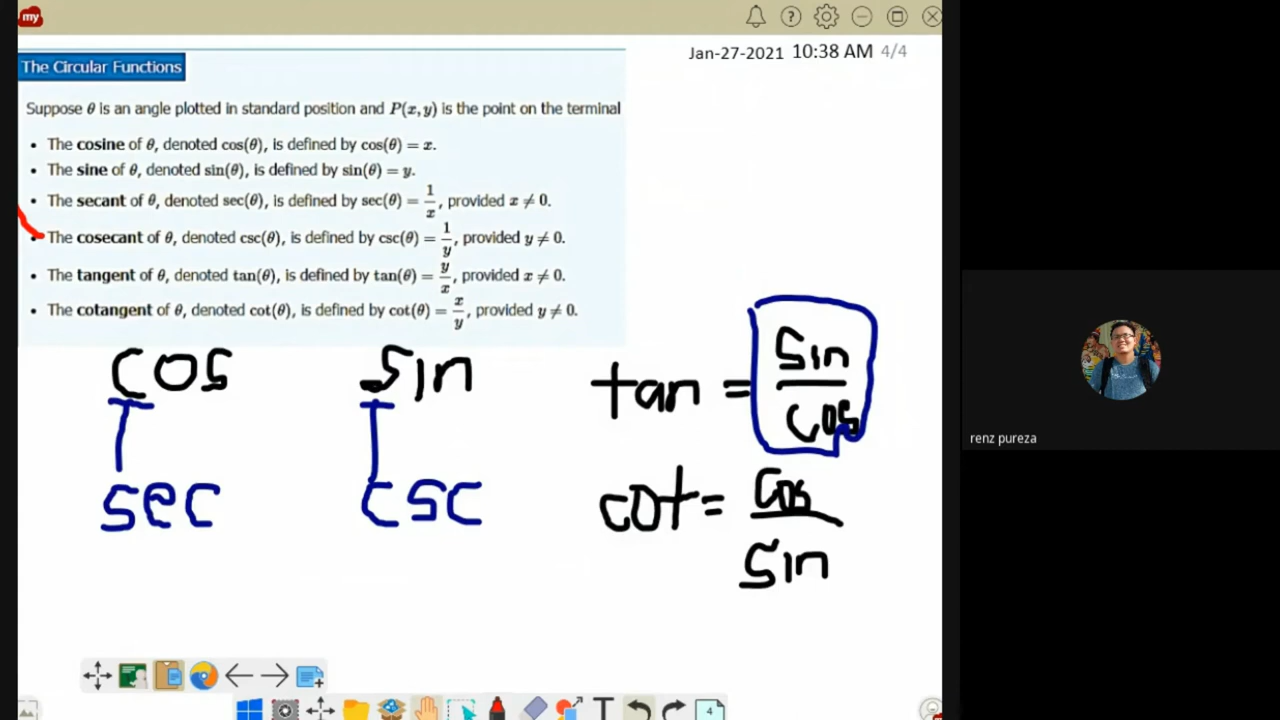 my
Jan-27-2021 10:38 AM 4/4
The Circular Functions
Suppose θ is an angle plotted in standard position and P(x, y) is the point on the terminal
• The cosine of θ, denoted cos(θ), is defined by cos(θ) = x.
• The sine of θ, denoted sin(θ), is defined by sin(θ) = y.
• The secant of θ, denoted sec(θ), is defined by sec(θ) = 1/x, provided x ≠ 0.
• The cosecant of θ, denoted csc(θ), is defined by csc(θ) = 1/y, provided y ≠ 0.
• The tangent of θ, denoted tan(θ), is defined by tan(θ) = y/x, provided x ≠ 0.
• The cotangent of θ, denoted cot(θ), is defined by cot(θ) = x/y, provided y ≠ 0.
cos sin
sec csc
tan = sin/cos
cot = cos/sin
renz pureza
T
4